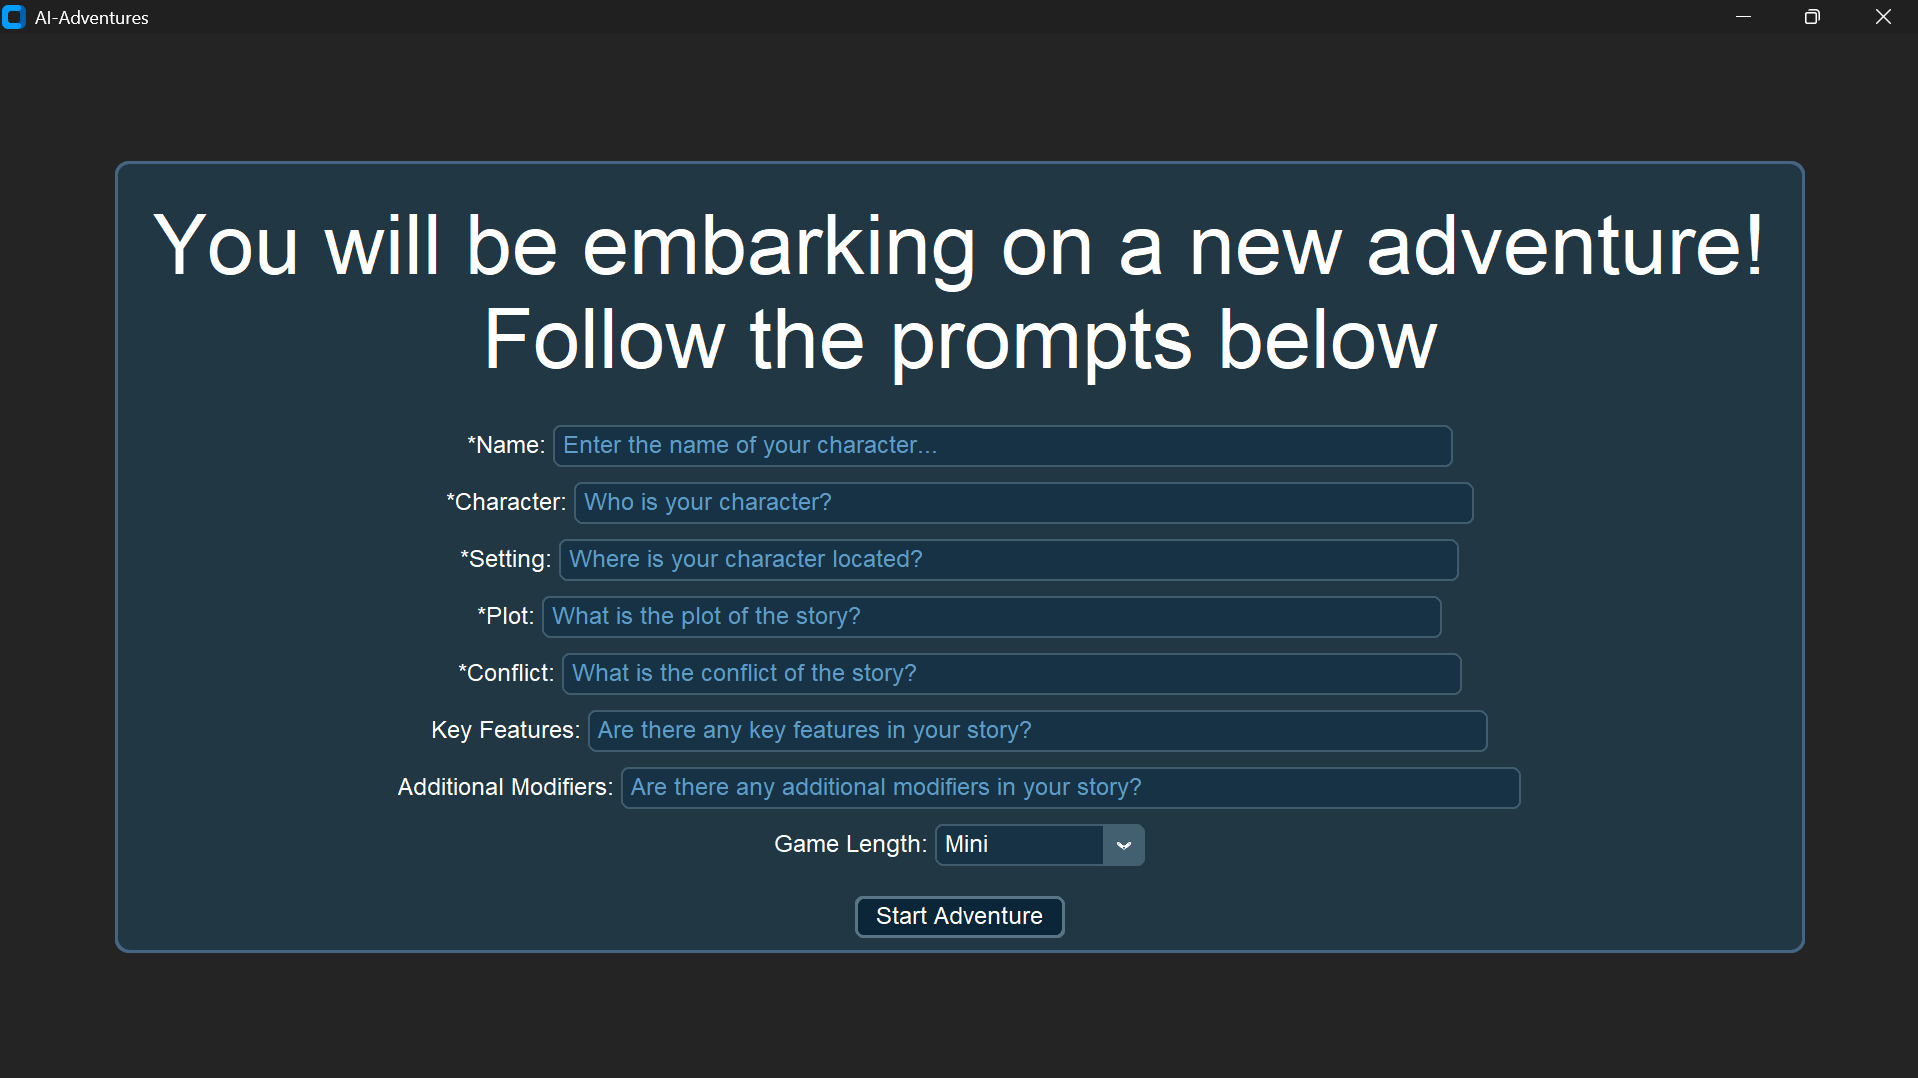 AI-Adventures
You will be embarking on a new adventure!
Follow the prompts below
*Name: Enter the name of your character...
*Character: Who is your character?
*Setting: Where is your character located?
*Plot: What is the plot of the story?
*Conflict: What is the conflict of the story?
Key Features: Are there any key features in your story?
Additional Modifiers: Are there any additional modifiers in your story?
Game Length: Mini
Start Adventure